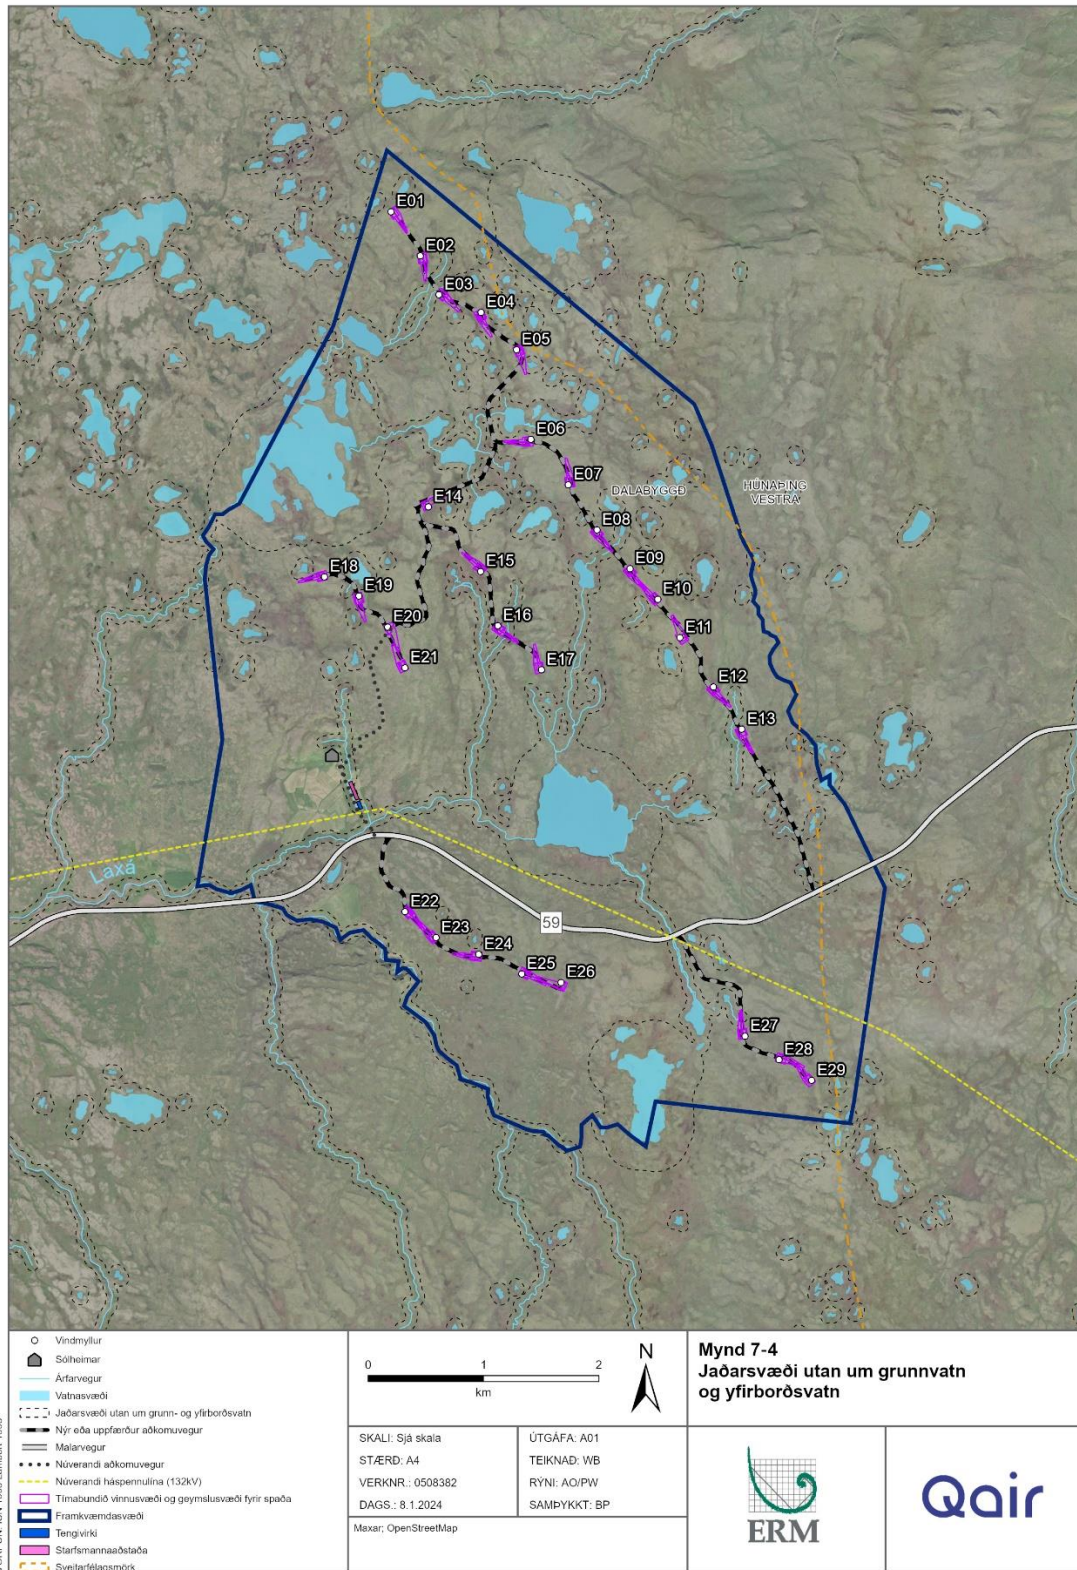 E01
E02
E03
E04
E05
E06
E07
DALABYGGÐ
HÚNAÞING
VESTRA
E14
E08
E09
E15
E18
E19
E10
E16
E20
E11
E21
E17
E12
E13
Laxá
E22
59
E23
E24
E25
E26
E27
E28
E29
Vindmyllur
Sólheimar
Árfarvegur
Vatnasvæði
Jaðarsvæði utan um grunn- og yfirborðsvatn
Nýr eða uppfærður aðkomuvegur
Malarvegur
Núverandi aðkomuvegur
Núverandi háspennulína (132kV)
Tímabundið vinnusvæði og geymslusvæði fyrir spaða
Framkvæmdasvæði
Tengivirki
Starfsmannaaðstaða
Sveitarfélagsmörk
0 1 2
km
N
SKALI: Sjá skala
STÆRÐ: A4
VERKNR.: 0508382
DAGS.: 8.1.2024
ÚTGÁFA: A01
TEIKNAÐ: WB
RÝNI: AO/PW
SAMÞYKKT: BP
Maxar; OpenStreetMap
Mynd 7-4
Jaðarsvæði utan um grunnvatn
og yfirborðsvatn
ERM
Qair